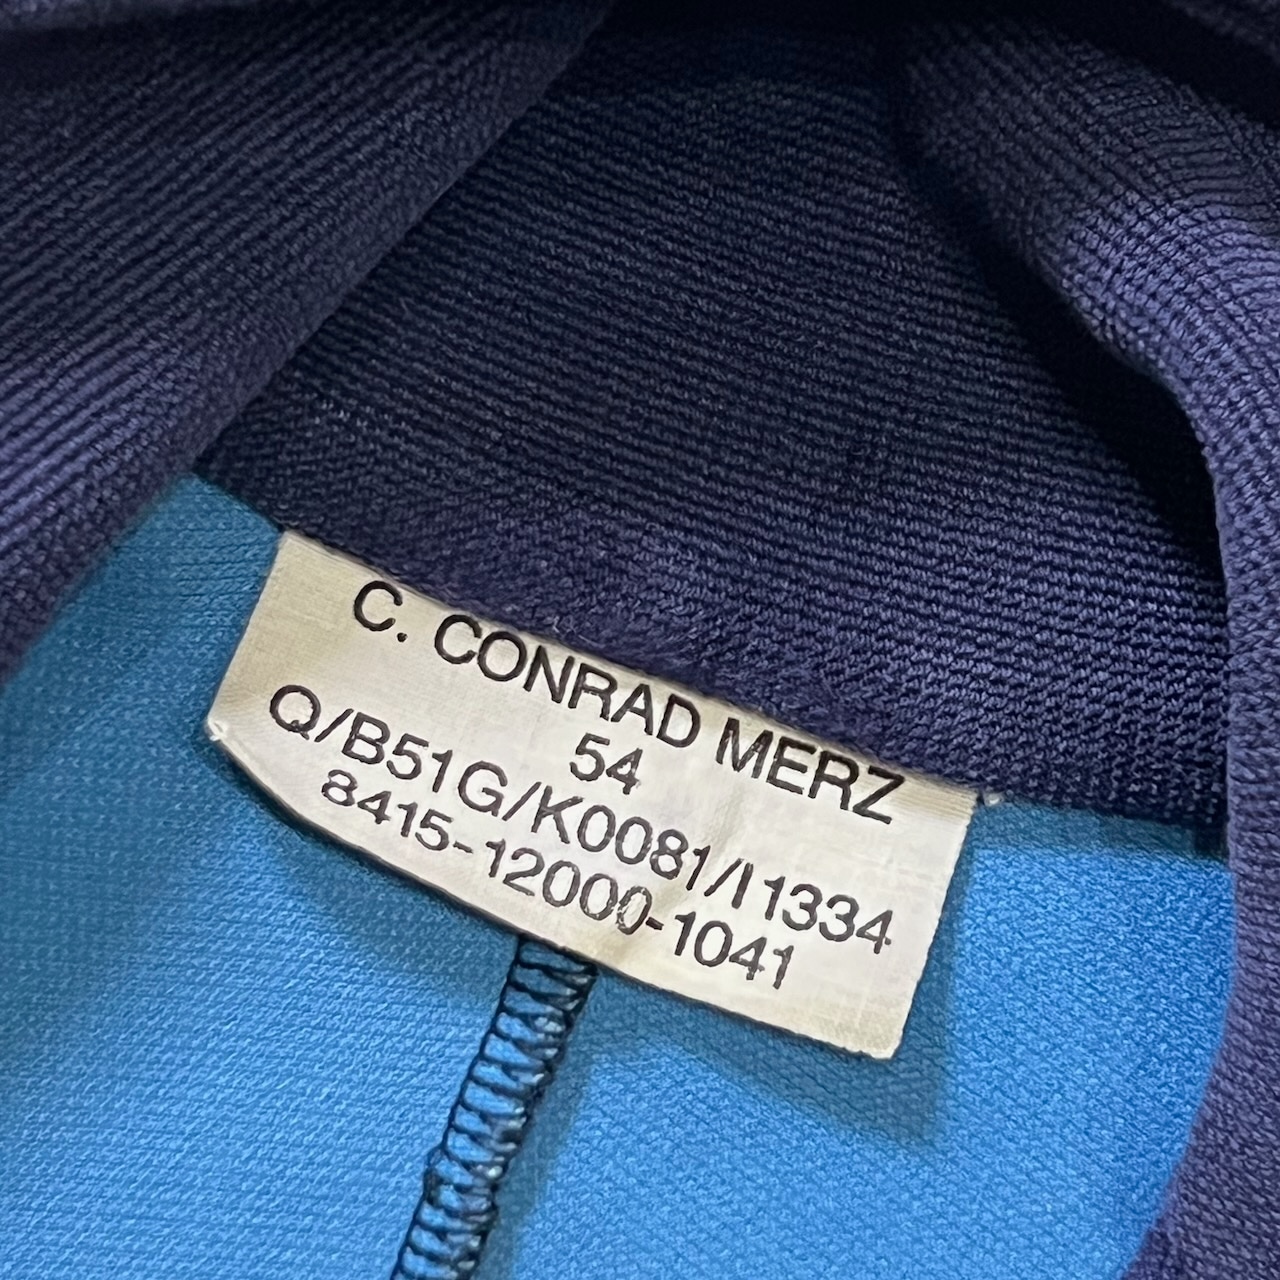 C. CONRAD MERZ
54
Q/B51G/K0081/I1334
8415-12000-1041